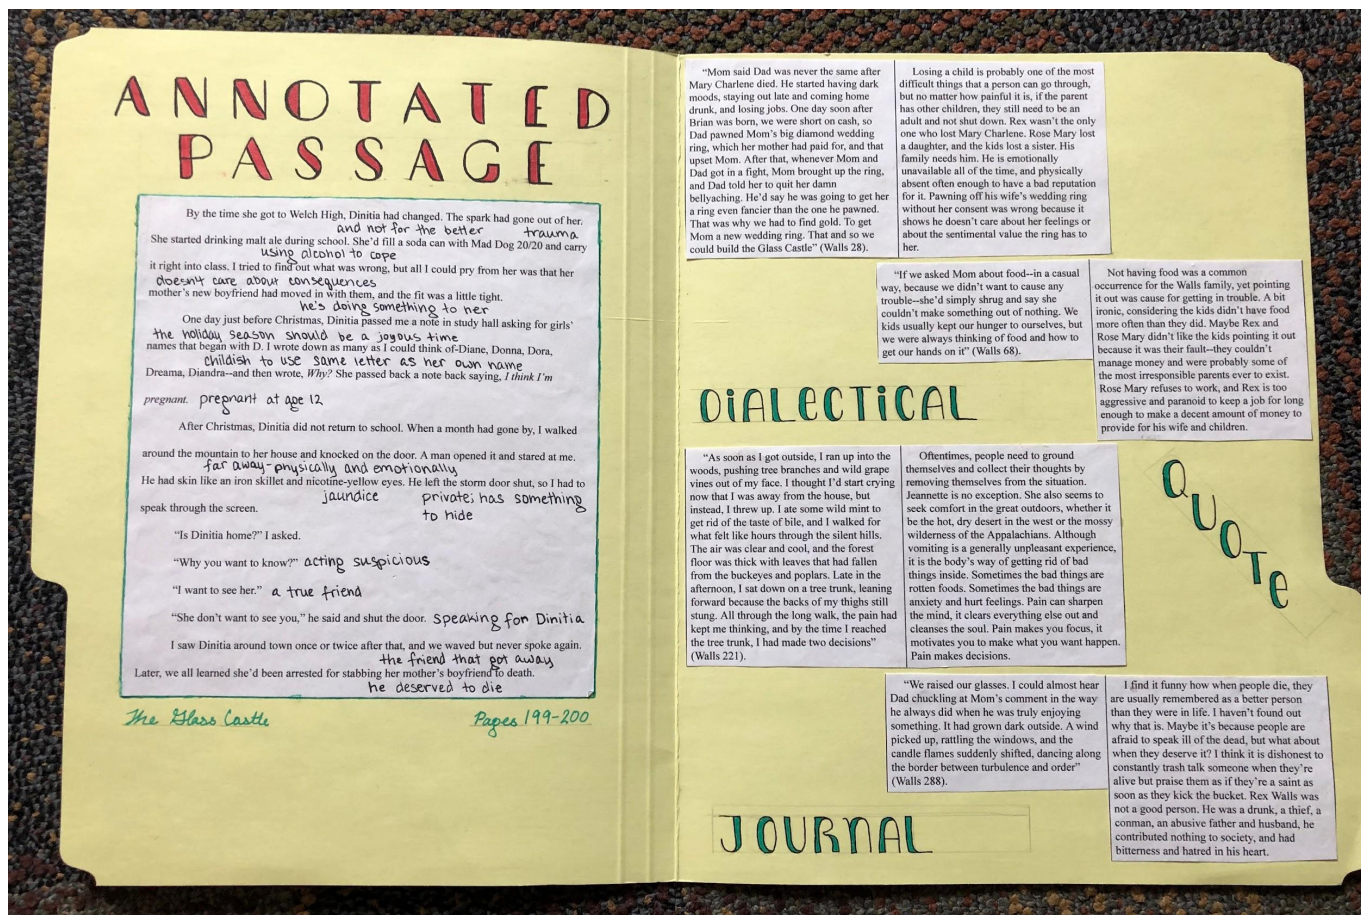 ANNOTATED
PASSAGE
By the time she got to Welch High, Dinitia had changed. The spark had gone out of her.
and not for the better trauma
She started drinking malt ale during school. She'd fill a soda can with Mad Dog 20/20 and carry
using alcohol to cope
it right into class. I tried to find out what was wrong, but all I could pry from her was that her
doesn't care about consequences
mother's new boyfriend had moved in with them, and the fit was a little tight.
he's doing something to her
One day just before Christmas, Dinitia passed me a note in study hall asking for girls'
the holiday season should be a joyous time
names that began with D. I wrote down as many as I could think of-Diane, Donna, Dora,
childish to use same letter as her own name
Dreama, Diandra--and then wrote, Why? She passed back a note back saying, I think I'm
pregnant. pregnant at age 12
After Christmas, Dinitia did not return to school. When a month had gone by, I walked
around the mountain to her house and knocked on the door. A man opened it and stared at me.
far away-physically and emotionally
He had skin like an iron skillet and nicotine-yellow eyes. He left the storm door shut, so I had to
jaundice private; has something
speak through the screen.
to hide
"Is Dinitia home?" I asked.
"Why you want to know?" acting suspicious
"I want to see her." a true friend
"She don't want to see you," he said and shut the door. speaking for Dinitia
I saw Dinitia around town once or twice after that, and we waved but never spoke again.
the friend that got away
Later, we all learned she'd been arrested for stabbing her mother's boyfriend to death.
he deserved to die
The Glass Castle Pages 199-200
"Mom said Dad was never the same after
Mary Charlene died. He started having dark
moods, staying out late and coming home
drunk, and losing jobs. One day soon after
Brian was born, we were short on cash, so
Dad pawned Mom's big diamond wedding
ring, which her mother had paid for, and that
upset Mom. After that, whenever Mom and
Dad got in a fight, Mom brought up the ring,
and Dad told her to quit her damn
bellyaching. He'd say he was going to get her
a ring even fancier than the one he pawned.
That was why we had to find gold. To get
Mom a new wedding ring. That and so we
could build the Glass Castle" (Walls 28).
Losing a child is probably one of the most
difficult things that a person can go through,
but no matter how painful it is, if the parent
has other children, they still need to be an
adult and not shut down. Rex wasn't the only
one who lost Mary Charlene. Rose Mary lost
a daughter, and the kids lost a sister. His
family needs him. He is emotionally
unavailable all of the time, and physically
absent often enough to have a bad reputation
for it. Pawning off his wife's wedding ring
without her consent was wrong because it
shows he doesn't care about her feelings or
about the sentimental value the ring has to
her.
"If we asked Mom about food--in a casual
way, because we didn't want to cause any
trouble--she'd simply shrug and say she
couldn't make something out of nothing. We
kids usually kept our hunger to ourselves, but
we were always thinking of food and how to
get our hands on it" (Walls 68).
Not having food was a common
occurrence for the Walls family, yet pointing
it out was cause for getting in trouble. A bit
ironic, considering the kids didn't have food
more often than they did. Maybe Rex and
Rose Mary didn't like the kids pointing it out
because it was their fault--they couldn't
manage money and were probably some of
the most irresponsible parents ever to exist.
Rose Mary refuses to work, and Rex is too
aggressive and paranoid to keep a job for long
enough to make a decent amount of money to
provide for his wife and children.
DiALECTiCAL
QUOTE
"As soon as I got outside, I ran up into the
woods, pushing tree branches and wild grape
vines out of my face. I thought I'd start crying
now that I was away from the house, but
instead, I threw up. I ate some wild mint to
get rid of the taste of bile, and I walked for
what felt like hours through the silent hills.
The air was clear and cool, and the forest
floor was thick with leaves that had fallen
from the buckeyes and poplars. Late in the
afternoon, I sat down on a tree trunk, leaning
forward because the backs of my thighs still
stung. All through the long walk, the pain had
kept me thinking, and by the time I reached
the tree trunk, I had made two decisions"
(Walls 221).
Oftentimes, people need to ground
themselves and collect their thoughts by
removing themselves from the situation.
Jeannette is no exception. She also seems to
seek comfort in the great outdoors, whether it
be the hot, dry desert in the west or the mossy
wilderness of the Appalachians. Although
vomiting is a generally unpleasant experience,
it is the body's way of getting rid of bad
things inside. Sometimes the bad things are
rotten foods. Sometimes the bad things are
anxiety and hurt feelings. Pain can sharpen
the mind, it clears everything else out and
cleanses the soul. Pain makes you focus, it
motivates you to make what you want happen.
Pain makes decisions.
"We raised our glasses. I could almost hear
Dad chuckling at Mom's comment in the way
he always did when he was truly enjoying
something. It had grown dark outside. A wind
picked up, rattling the windows, and the
candle flames suddenly shifted, dancing along
the border between turbulence and order"
(Walls 288).
I find it funny how when people die, they
are usually remembered as a better person
than they were in life. I haven't found out
why that is. Maybe it's because people are
afraid to speak ill of the dead, but what about
when they deserve it? I think it is dishonest to
constantly trash talk someone when they're
alive but praise them as if they're a saint as
soon as they kick the bucket. Rex Walls was
not a good person. He was a drunk, a thief, a
conman, an abusive father and husband, he
contributed nothing to society, and had
bitterness and hatred in his heart.
JOURNAL